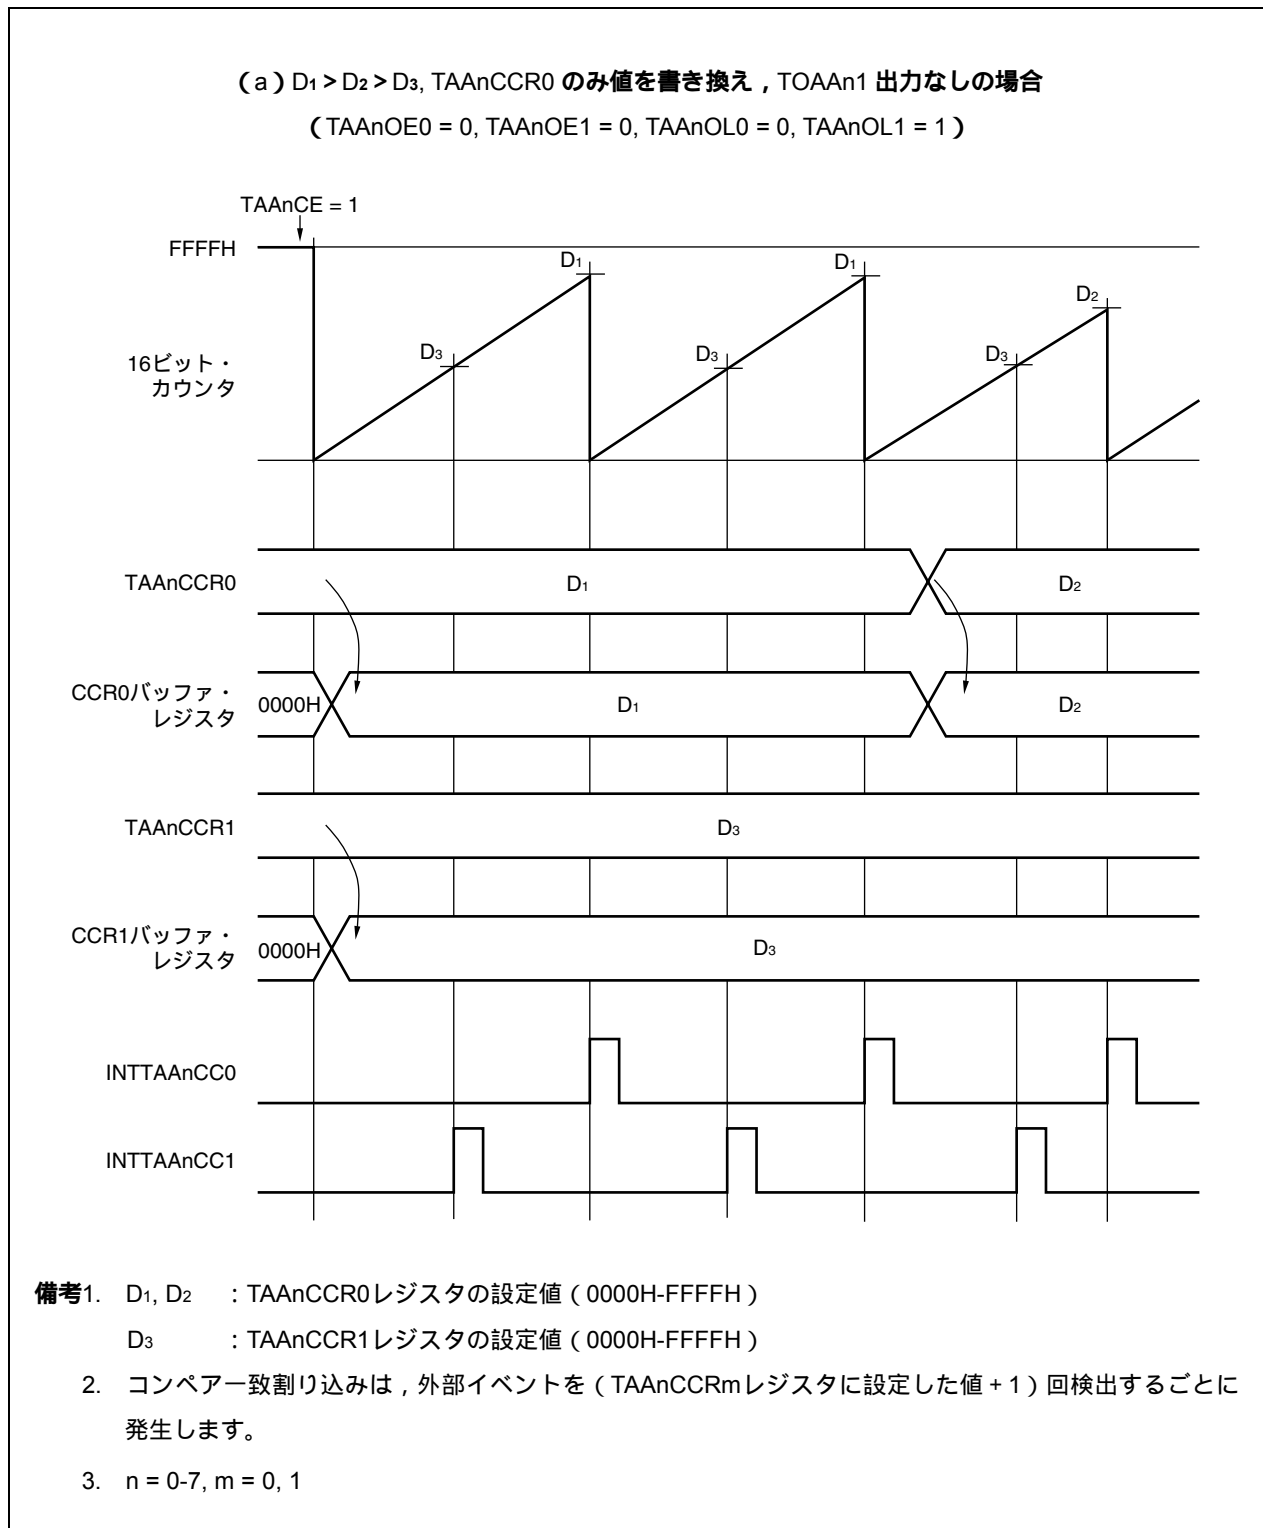 (a) D1 > D2 > D3, TAAnCCR0 のみ値を書き換え，TOAAn1 出力なしの場合
(TAAnOE0 = 0, TAAnOE1 = 0, TAAnOL0 = 0, TAAnOL1 = 1)
TAAnCE = 1
FFFFH
D1
D1
D2
D3
D3
D3
16ビット・
カウンタ
TAAnCCR0
D1
D2
CCR0バッファ・
レジスタ
0000H
D1
D2
TAAnCCR1
D3
CCR1バッファ・
レジスタ
0000H
D3
INTTAAnCC0
INTTAAnCC1
備考1. D1, D2 : TAAnCCR0レジスタの設定値 (0000H-FFFFH)
D3 : TAAnCCR1レジスタの設定値 (0000H-FFFFH)
2. コンペア一致割り込みは，外部イベントを (TAAnCCRmレジスタに設定した値 + 1) 回検出するごとに
発生します。
3. n = 0-7, m = 0, 1